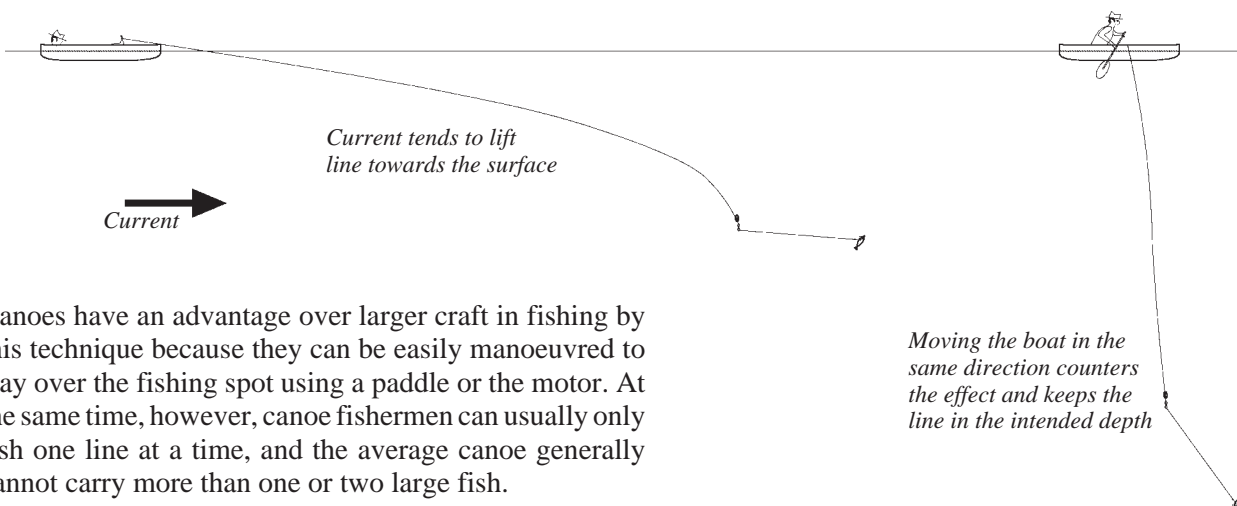 Current tends to lift
line towards the surface
Current
anoes have an advantage over larger craft in fishing by
his technique because they can be easily manoeuvred to
ay over the fishing spot using a paddle or the motor. At
he same time, however, canoe fishermen can usually only
sh one line at a time, and the average canoe generally
annot carry more than one or two large fish.
Moving the boat in the
same direction counters
the effect and keeps the
line in the intended depth